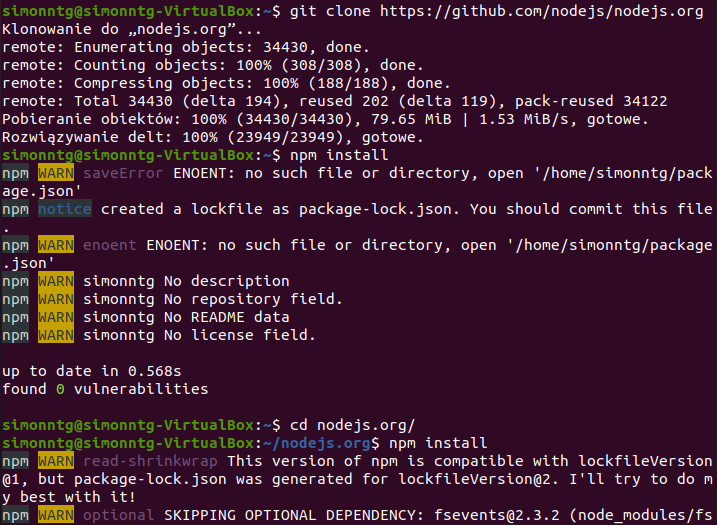 simonntg@simonntg-VirtualBox:~$ git clone https://github.com/nodejs/nodejs.org
Klonowanie do „nodejs.org”...
remote: Enumerating objects: 34430, done.
remote: Counting objects: 100% (308/308), done.
remote: Compressing objects: 100% (188/188), done.
remote: Total 34430 (delta 194), reused 202 (delta 119), pack-reused 34122
Pobieranie obiektów: 100% (34430/34430), 79.65 MiB | 1.53 MiB/s, gotowe.
Rozwiązywanie delt: 100% (23949/23949), gotowe.
simonntg@simonntg-VirtualBox:~$ npm install
npm WARN saveError ENOENT: no such file or directory, open '/home/simonntg/pack
age.json'
npm notice created a lockfile as package-lock.json. You should commit this file
.
npm WARN enoent ENOENT: no such file or directory, open '/home/simonntg/package
.json'
npm WARN simonntg No description
npm WARN simonntg No repository field.
npm WARN simonntg No README data
npm WARN simonntg No license field.
up to date in 0.568s
found 0 vulnerabilities
simonntg@simonntg-VirtualBox:~$ cd nodejs.org/
simonntg@simonntg-VirtualBox:~/nodejs.org$ npm install
npm WARN read-shrinkwrap This version of npm is compatible with lockfileVersion
@1, but package-lock.json was generated for lockfileVersion@2. I'll try to do m
y best with it!
npm WARN optional SKIPPING OPTIONAL DEPENDENCY: fsevents@2.3.2 (node_modules/fs